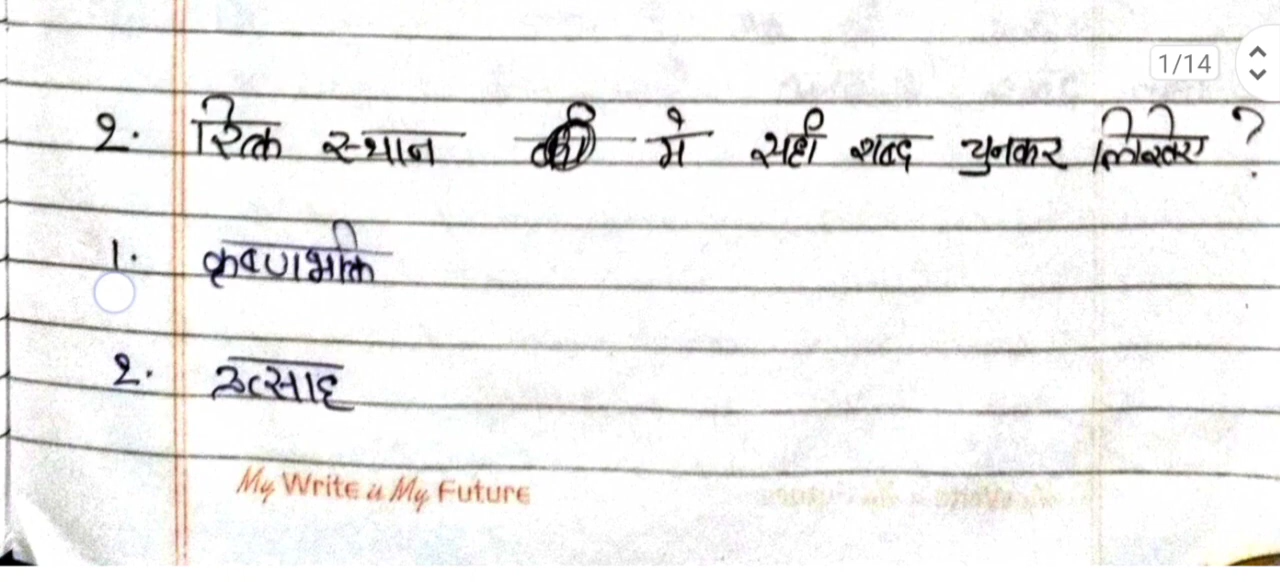 1/14
2. रिक्त स्थान में सही शब्द चुनकर लिखिए ?
1. कृष्णभक्ति
2. उत्साह
My Write is My Future